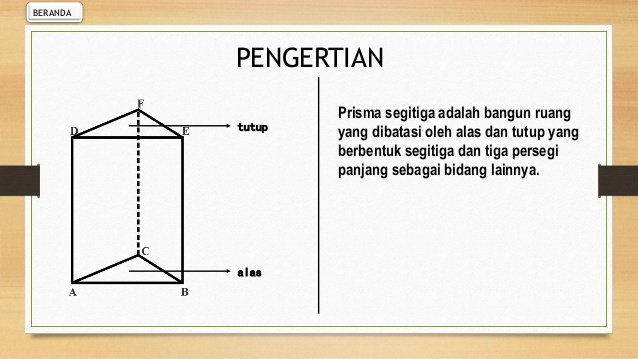 BERANDA
PENGERTIAN
F
D
E
tutup
C
alas
A
B
Prisma segitiga adalah bangun ruang
yang dibatasi oleh alas dan tutup yang
berbentuk segitiga dan tiga persegi
panjang sebagai bidang lainnya.